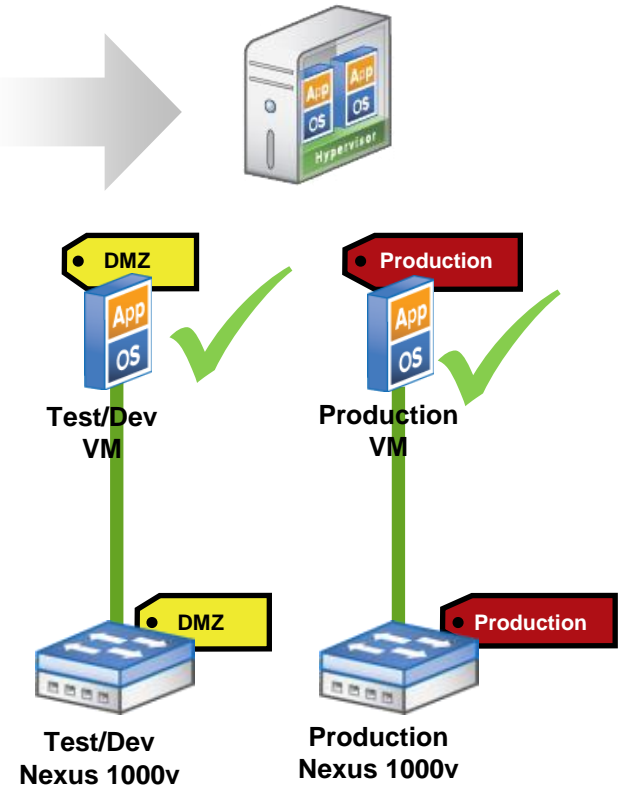 App
App
OS
OS
Hypervisor
DMZ
Production
App
OS
App
OS
Test/Dev
VM
Production
VM
DMZ
Production
Test/Dev
Nexus 1000v
Production
Nexus 1000v